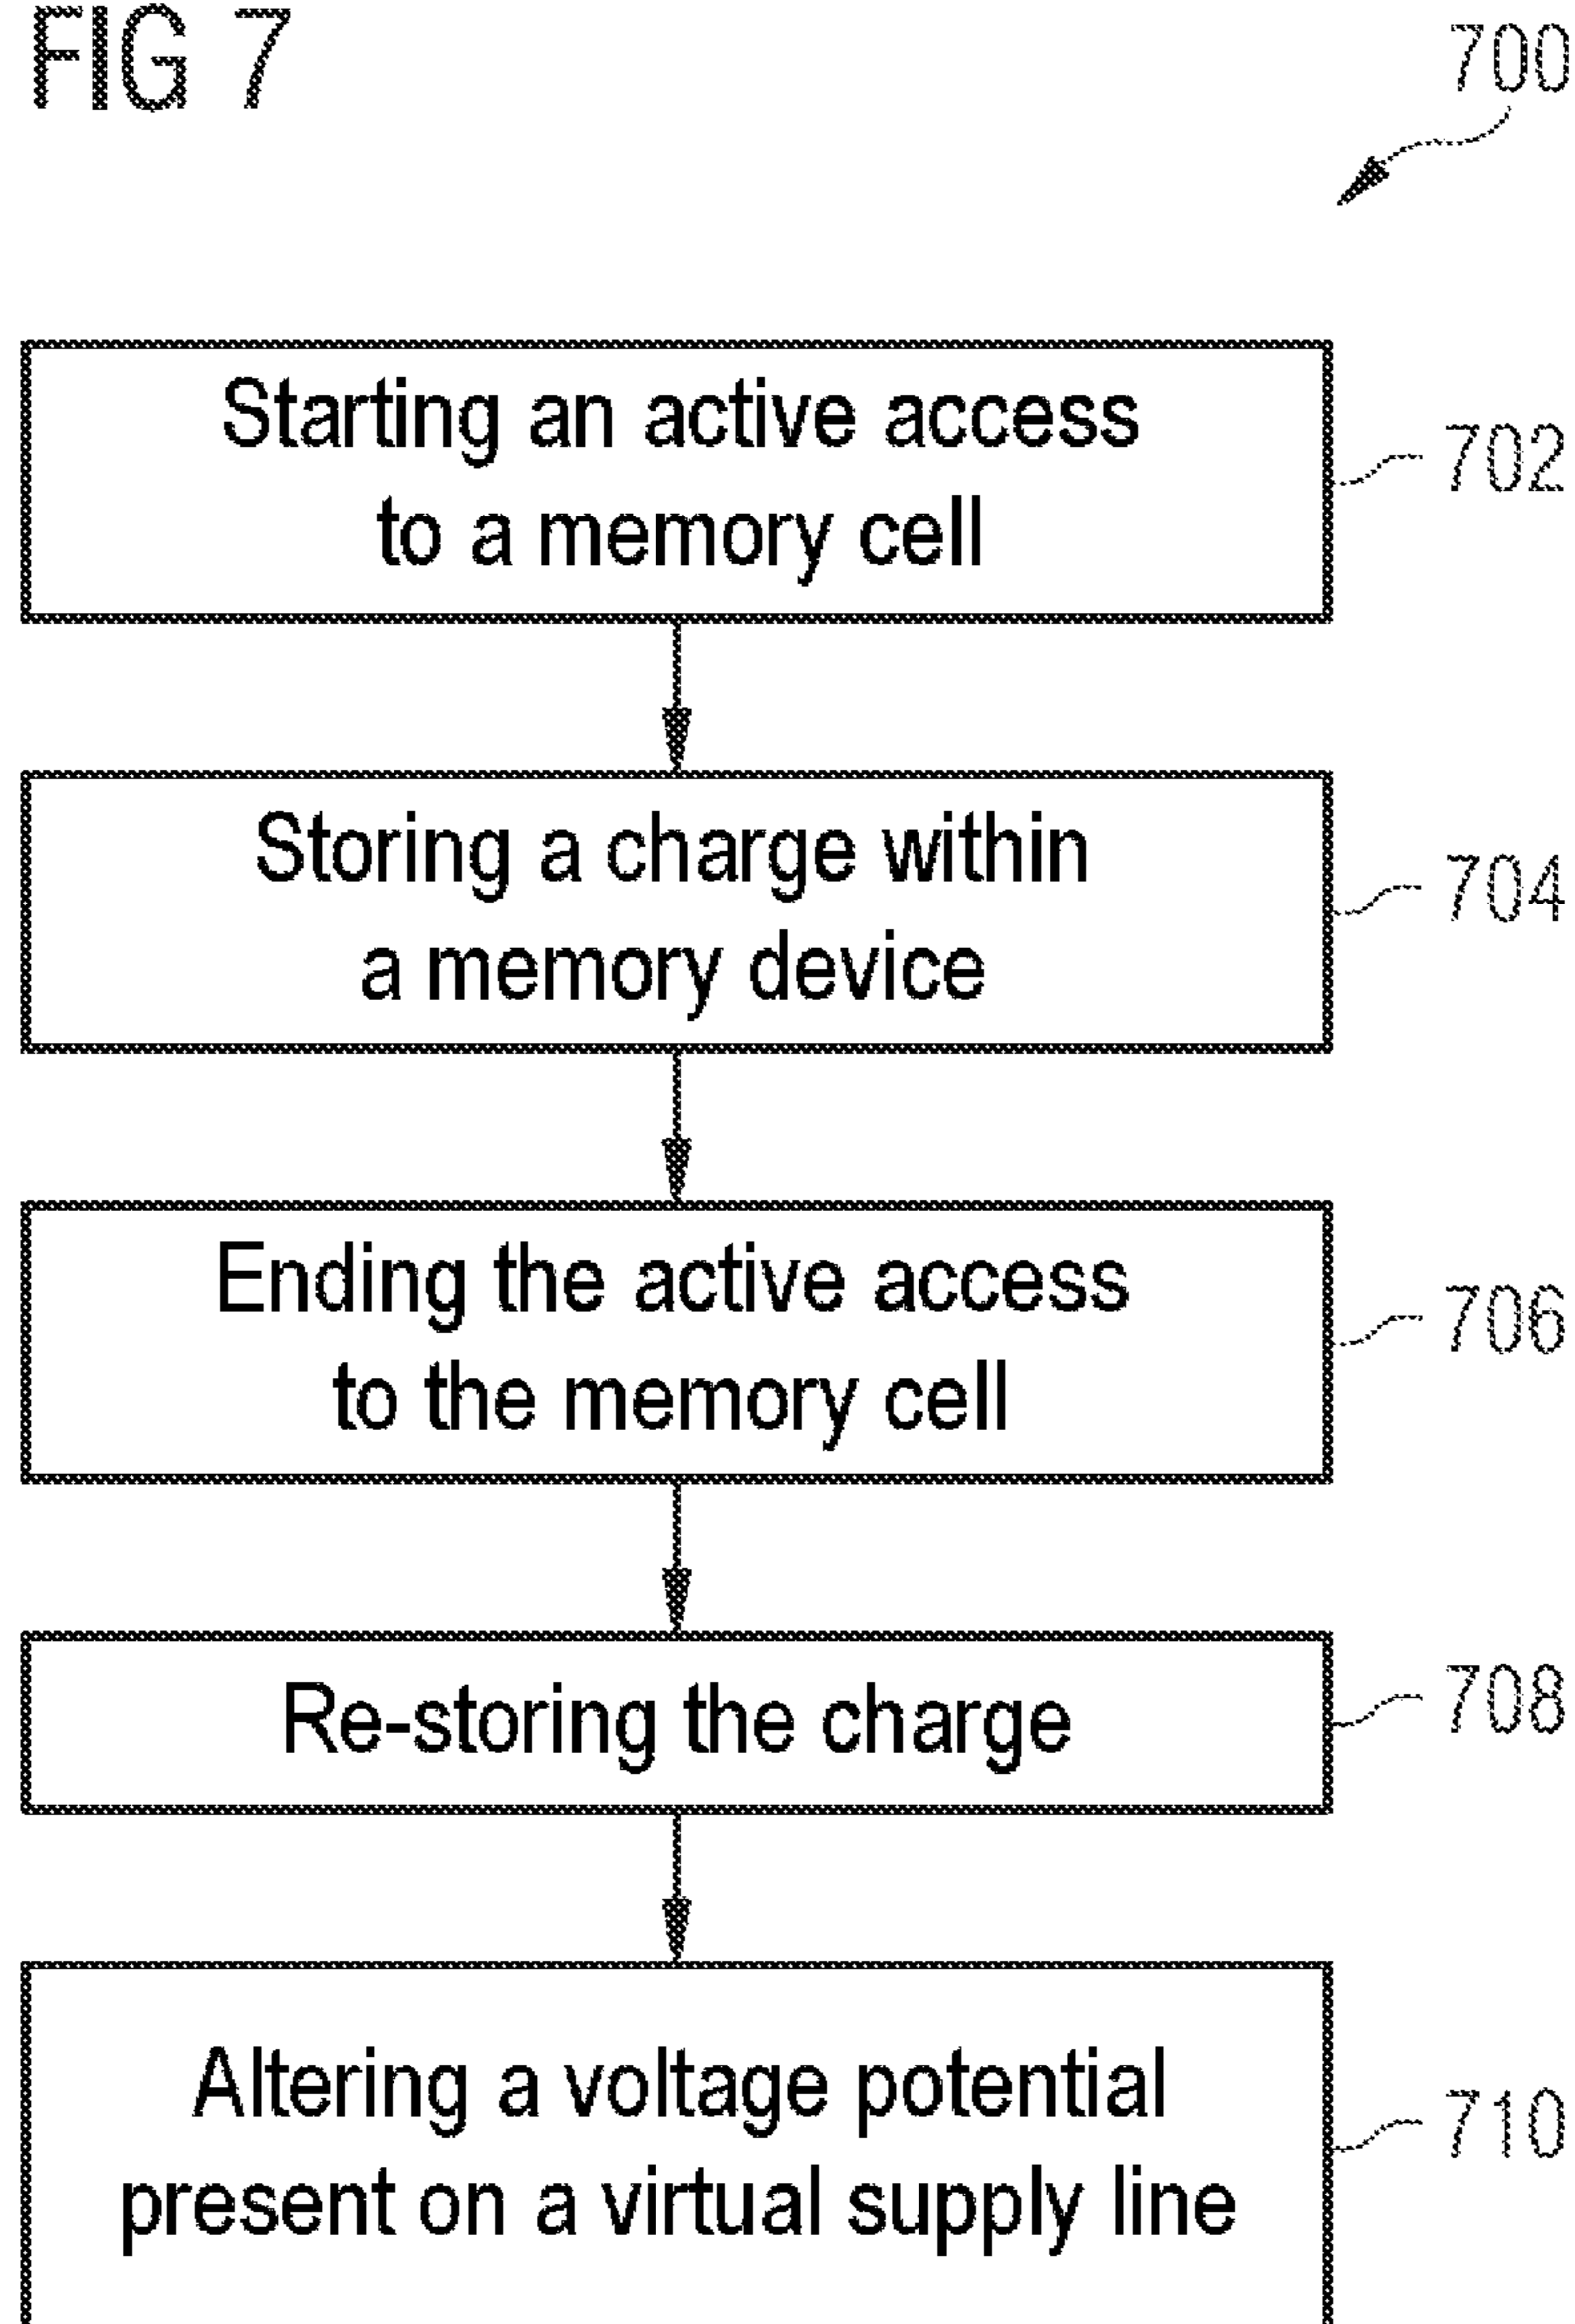 FIG 7
700
Starting an active access
to a memory cell
702
Storing a charge within
a memory device
704
Ending the active access
to the memory cell
706
Re-storing the charge
708
Altering a voltage potential
present on a virtual supply line
710